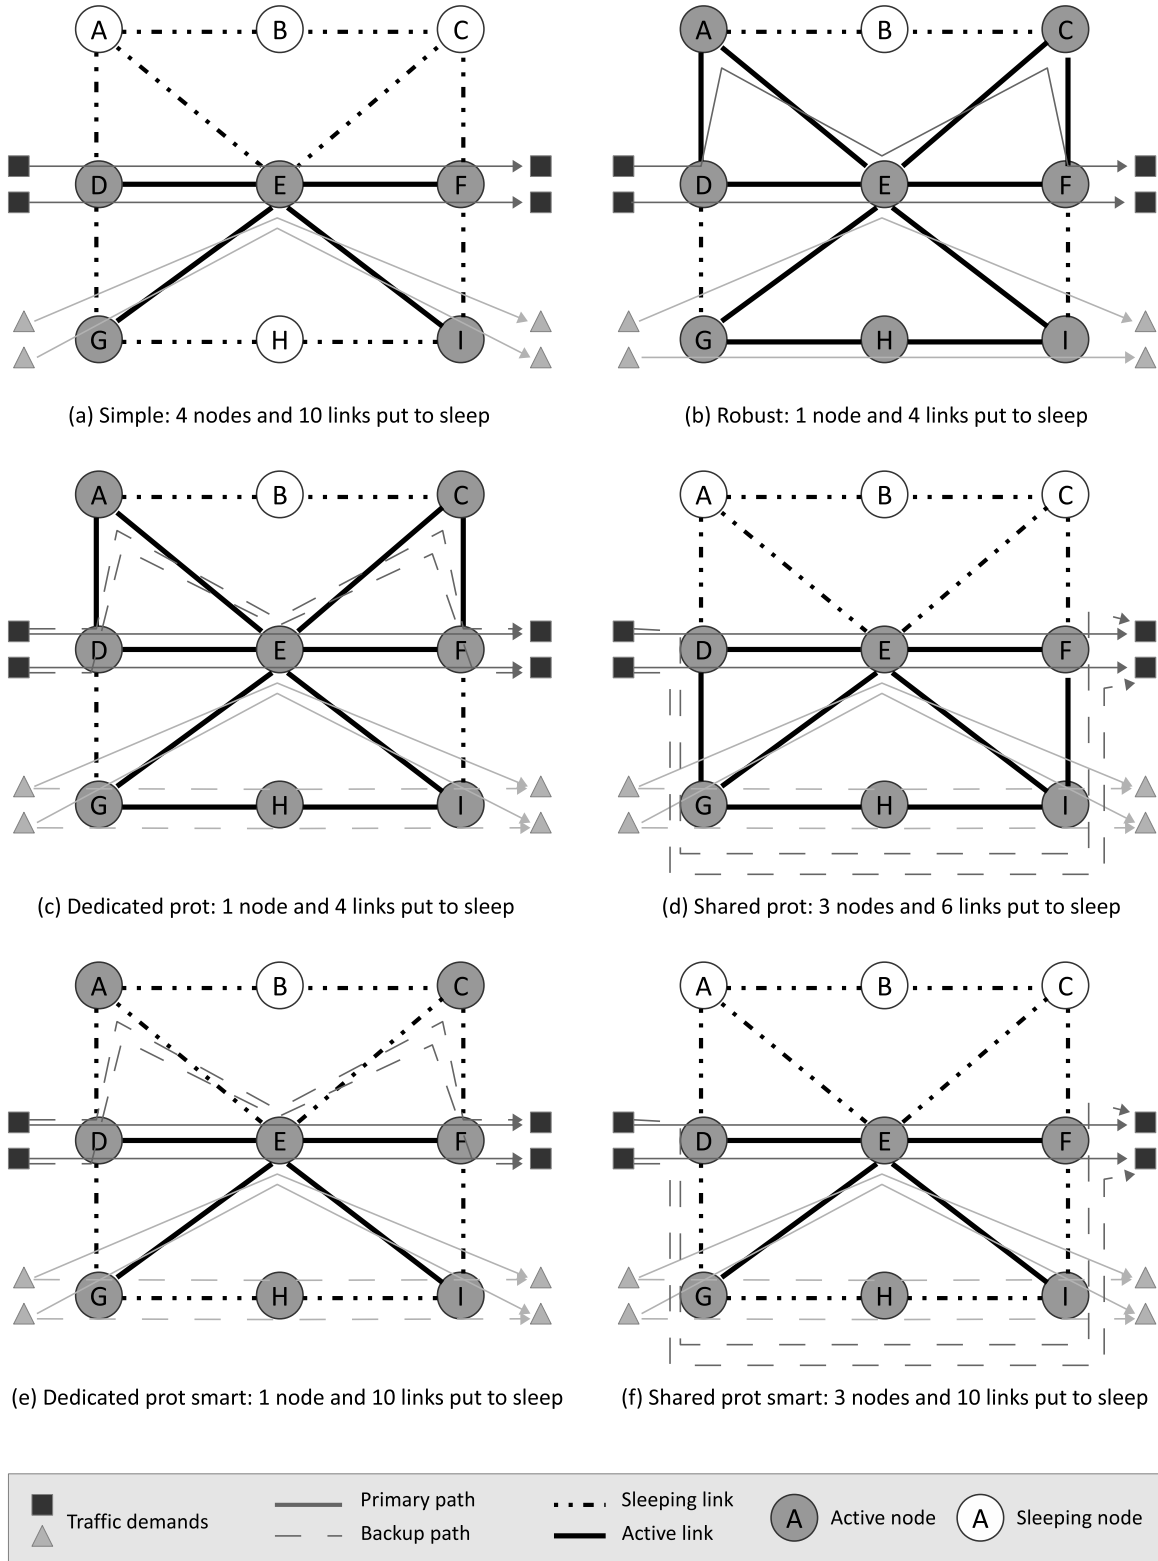 A B C A B C
D E F D E F
G H I G H I
(a) Simple: 4 nodes and 10 links put to sleep
(b) Robust: 1 node and 4 links put to sleep
A B C A B C
D E F D E F
G H I G H I
(c) Dedicated prot: 1 node and 4 links put to sleep
(d) Shared prot: 3 nodes and 6 links put to sleep
A B C A B C
D E F D E F
G H I G H I
(e) Dedicated prot smart: 1 node and 10 links put to sleep
(f) Shared prot smart: 3 nodes and 10 links put to sleep
Traffic demands
Primary path
Backup path
Sleeping link
Active link
A Active node
A Sleeping node